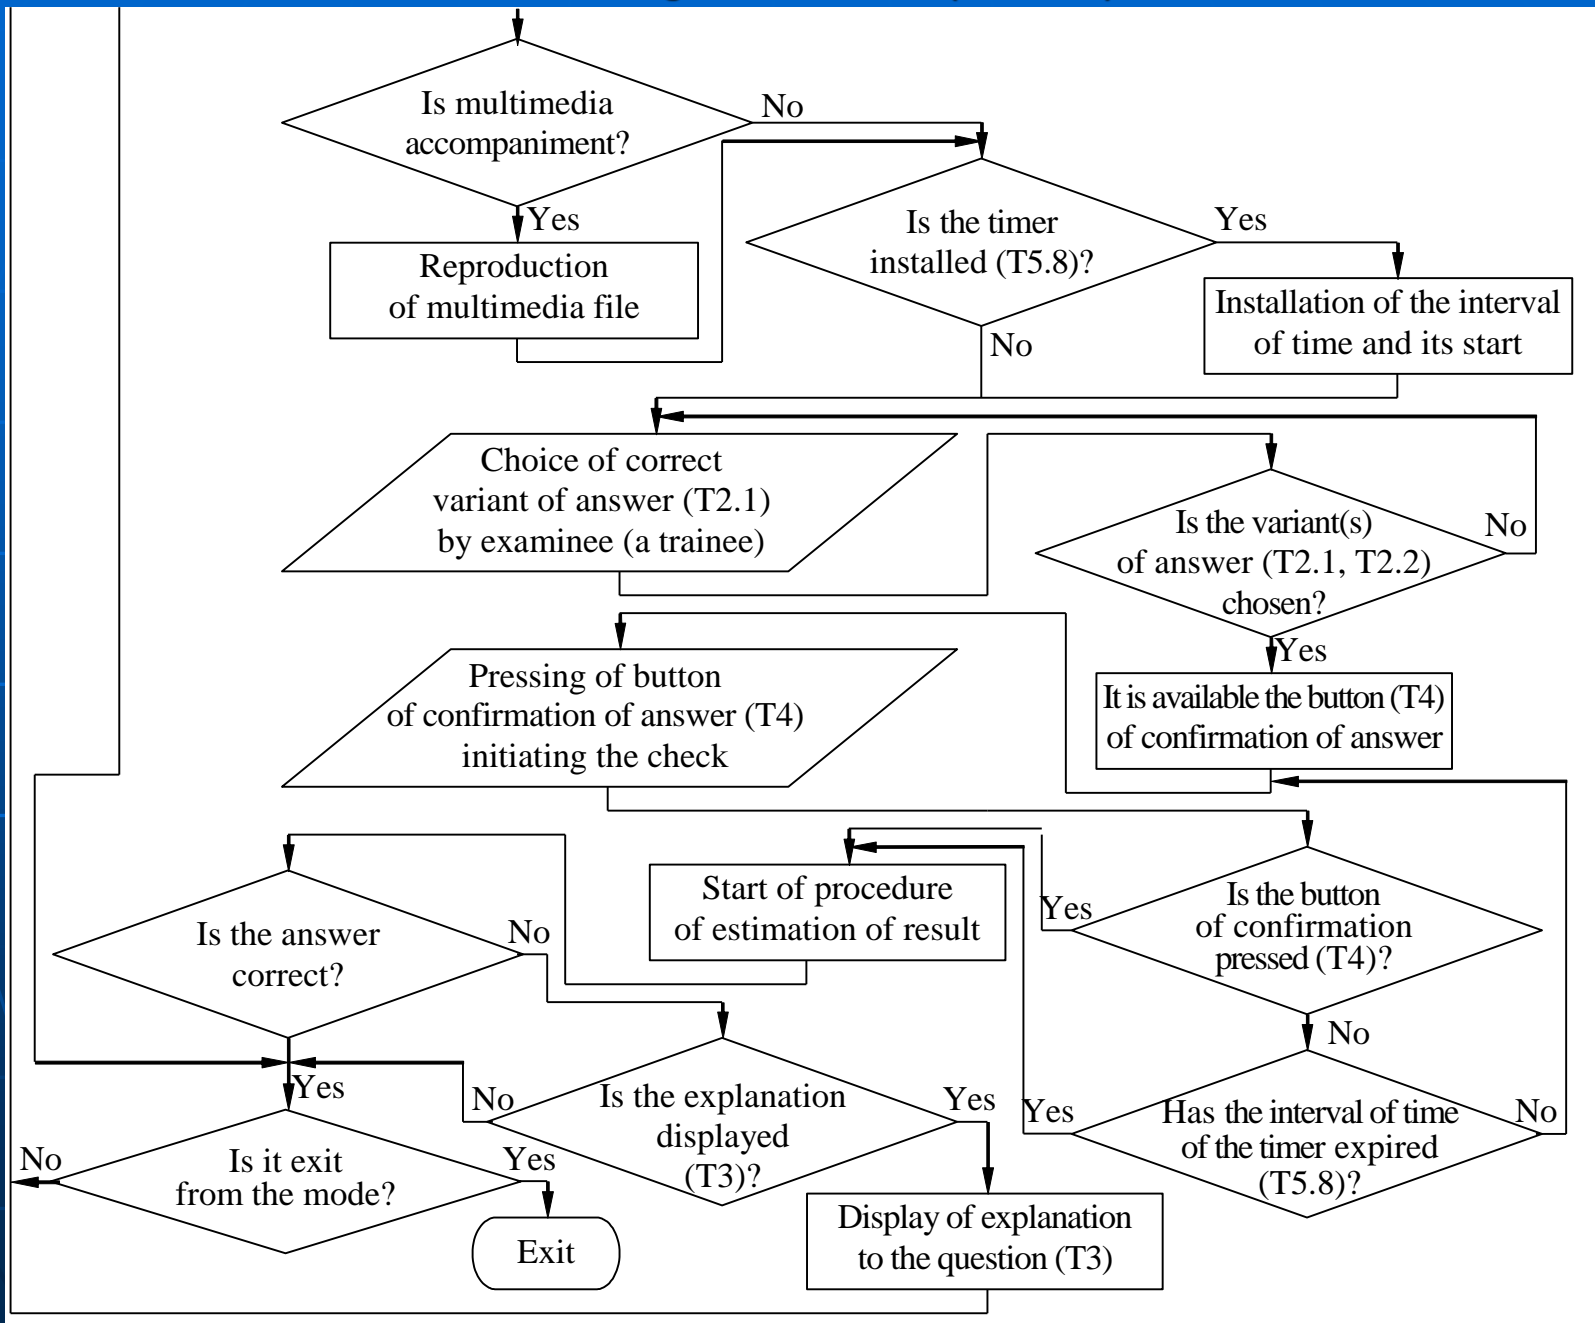 Is multimedia
accompaniment?
No
Yes
Reproduction
of multimedia file
Is the timer
installed (T5.8)?
Yes
No
Installation of the interval
of time and its start
Choice of correct
variant of answer (T2.1)
by examinee (a trainee)
Is the variant(s)
of answer (T2.1, T2.2)
chosen?
No
Yes
It is available the button (T4)
of confirmation of answer
Pressing of button
of confirmation of answer (T4)
initiating the check
Is the button
of confirmation
pressed (T4)?
Yes
No
Start of procedure
of estimation of result
Is the answer
correct?
No
Yes
Is the explanation
displayed
(T3)?
No
Yes
Has the interval of time
of the timer expired
(T5.8)?
Yes
No
Is it exit
from the mode?
No
Yes
Exit
Display of explanation
to the question (T3)